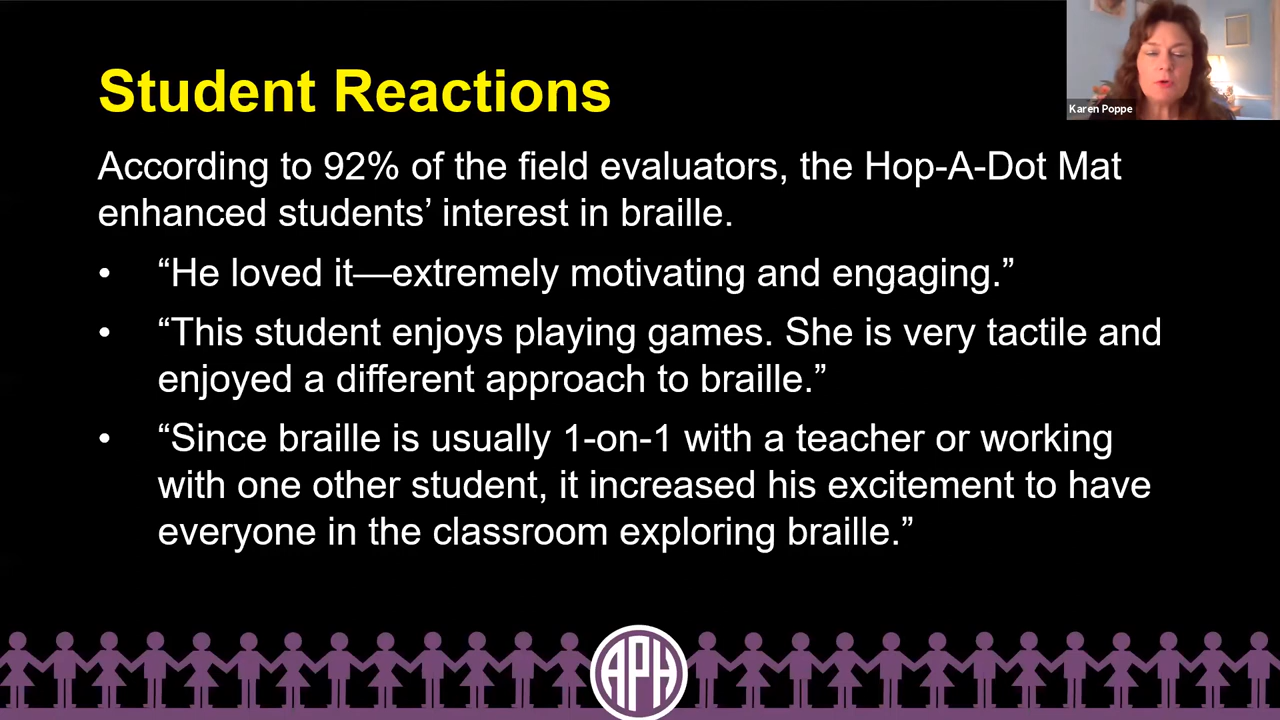 Student Reactions
Karen Poppe
According to 92% of the field evaluators, the Hop-A-Dot Mat
enhanced students’ interest in braille.
• “He loved it—extremely motivating and engaging.”
• “This student enjoys playing games. She is very tactile and
enjoyed a different approach to braille.”
• “Since braille is usually 1-on-1 with a teacher or working
with one other student, it increased his excitement to have
everyone in the classroom exploring braille.”
APH